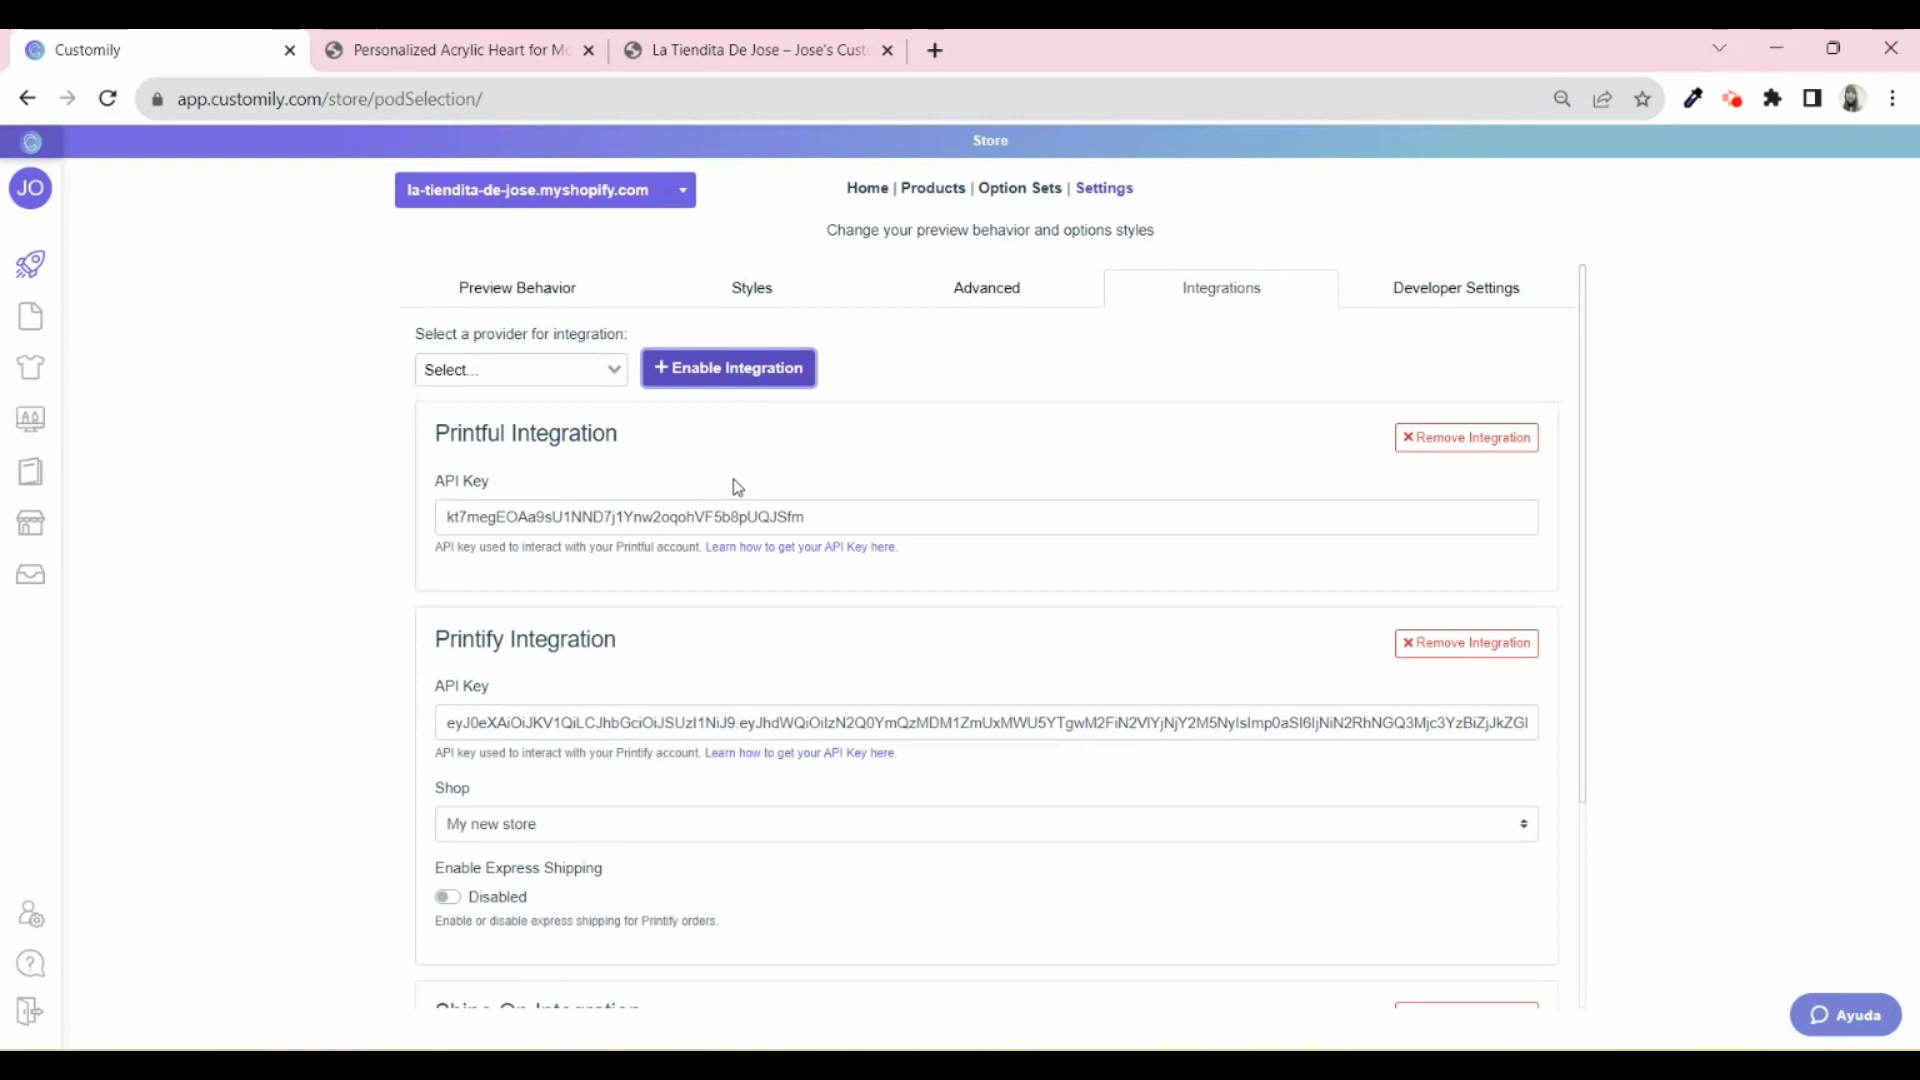 Customily
Personalized Acrylic Heart for Mo
La Tiendita De Jose – Jose's Custo
app.customily.com/store/podSelection/
Store
JO
la-tiendita-de-jose.myshopify.com
Home | Products | Option Sets | Settings
Change your preview behavior and options styles
Preview Behavior
Styles
Advanced
Integrations
Developer Settings
Select a provider for integration:
Select...
+ Enable Integration
Printful Integration
Remove Integration
API Key
kt7megEOAa9sU1NND7j1Ynw2oqohVF5b8pUQJSfm
API key used to interact with your Printful account. Learn how to get your API Key here.
Printify Integration
Remove Integration
API Key
eyJ0eXAiOiJKV1QiLCJhbGciOiJSUzI1NiJ9.eyJhdWQiOiIzN2Q0YmQzMDM1ZmUxMWU5YTgwM2FiN2VlYjNjY2M5NyIsImp0aSI6IjNiN2RhNGQ3Mjc3YzBiZjJkZGI
API key used to interact with your Printify account. Learn how to get your API Key here.
Shop
My new store
Enable Express Shipping
Disabled
Enable or disable express shipping for Printify orders.
Ayuda